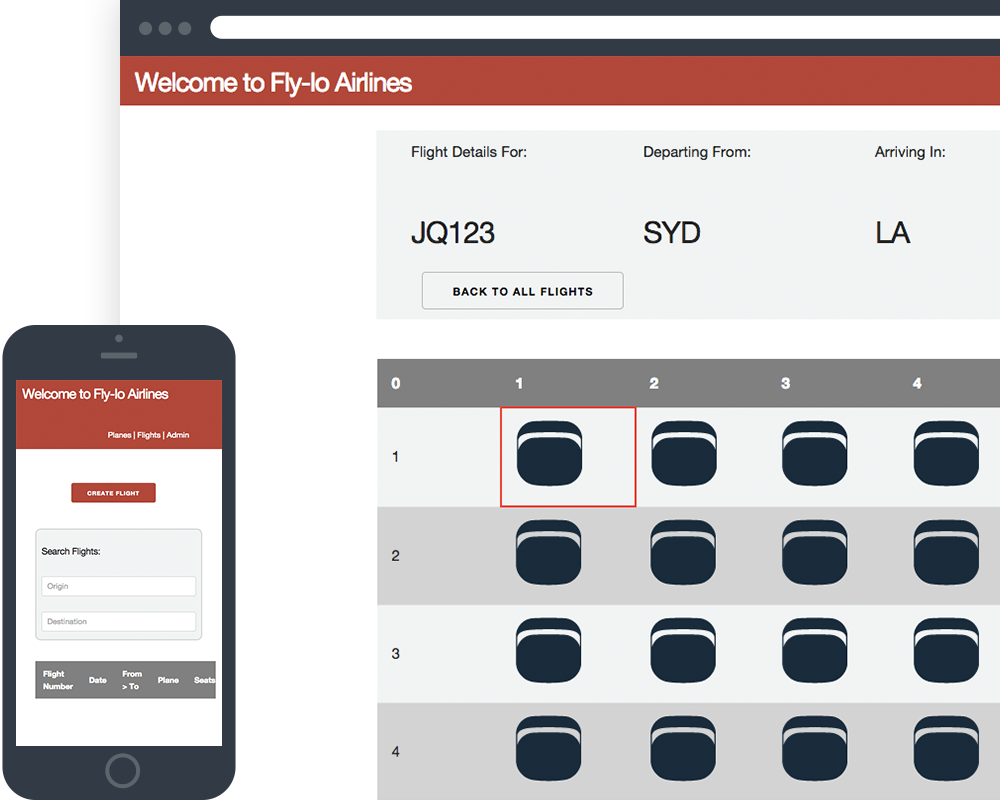 Welcome to Fly-lo Airlines
Flight Details For: Departing From: Arriving In:
JQ123 SYD LA
BACK TO ALL FLIGHTS
0 1 2 3 4
1
2
3
4
Welcome to Fly-lo Airlines
Planes | Flights | Admin
CREATE FLIGHT
Search Flights:
Origin
Destination
Flight Number Date From > To Plane Seats